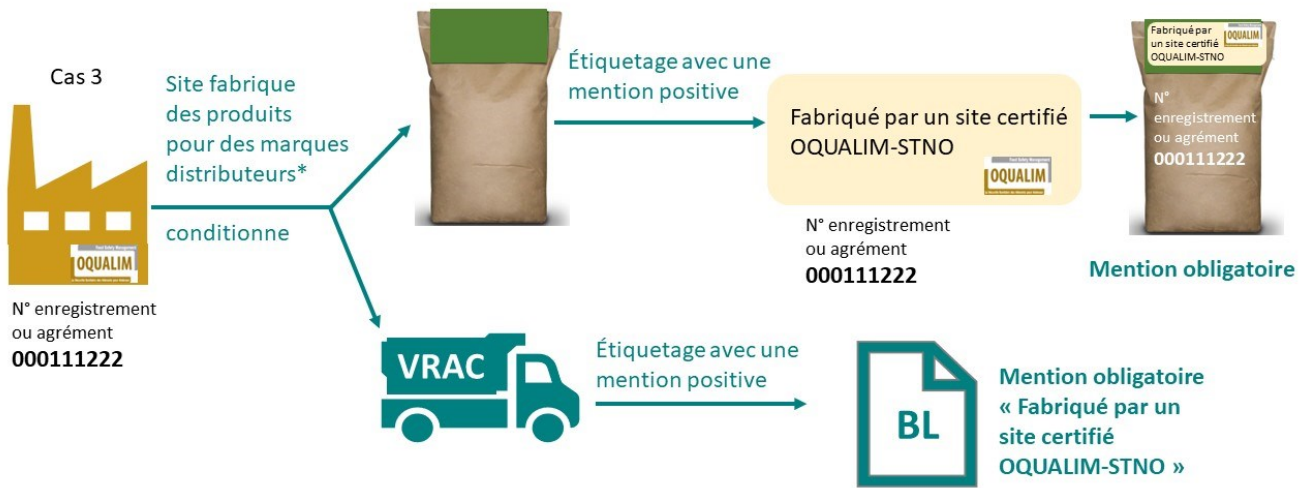 Cas 3
Site fabrique
des produits
pour des marques
distributeurs*
conditionne
OQUALIM
N° enregistrement
ou agrément
000111222
Étiquetage avec une
mention positive
Fabriqué par un site certifié
OQUALIM-STNO
OQUALIM
N° enregistrement
ou agrément
000111222
Fabriqué par
un site certifié
OQUALIM-STNO
OQUALIM
N°
enregistrement
ou agrément
000111222
Mention obligatoire
VRAC
Étiquetage avec une
mention positive
BL
Mention obligatoire
« Fabriqué par un
site certifié
OQUALIM-STNO »